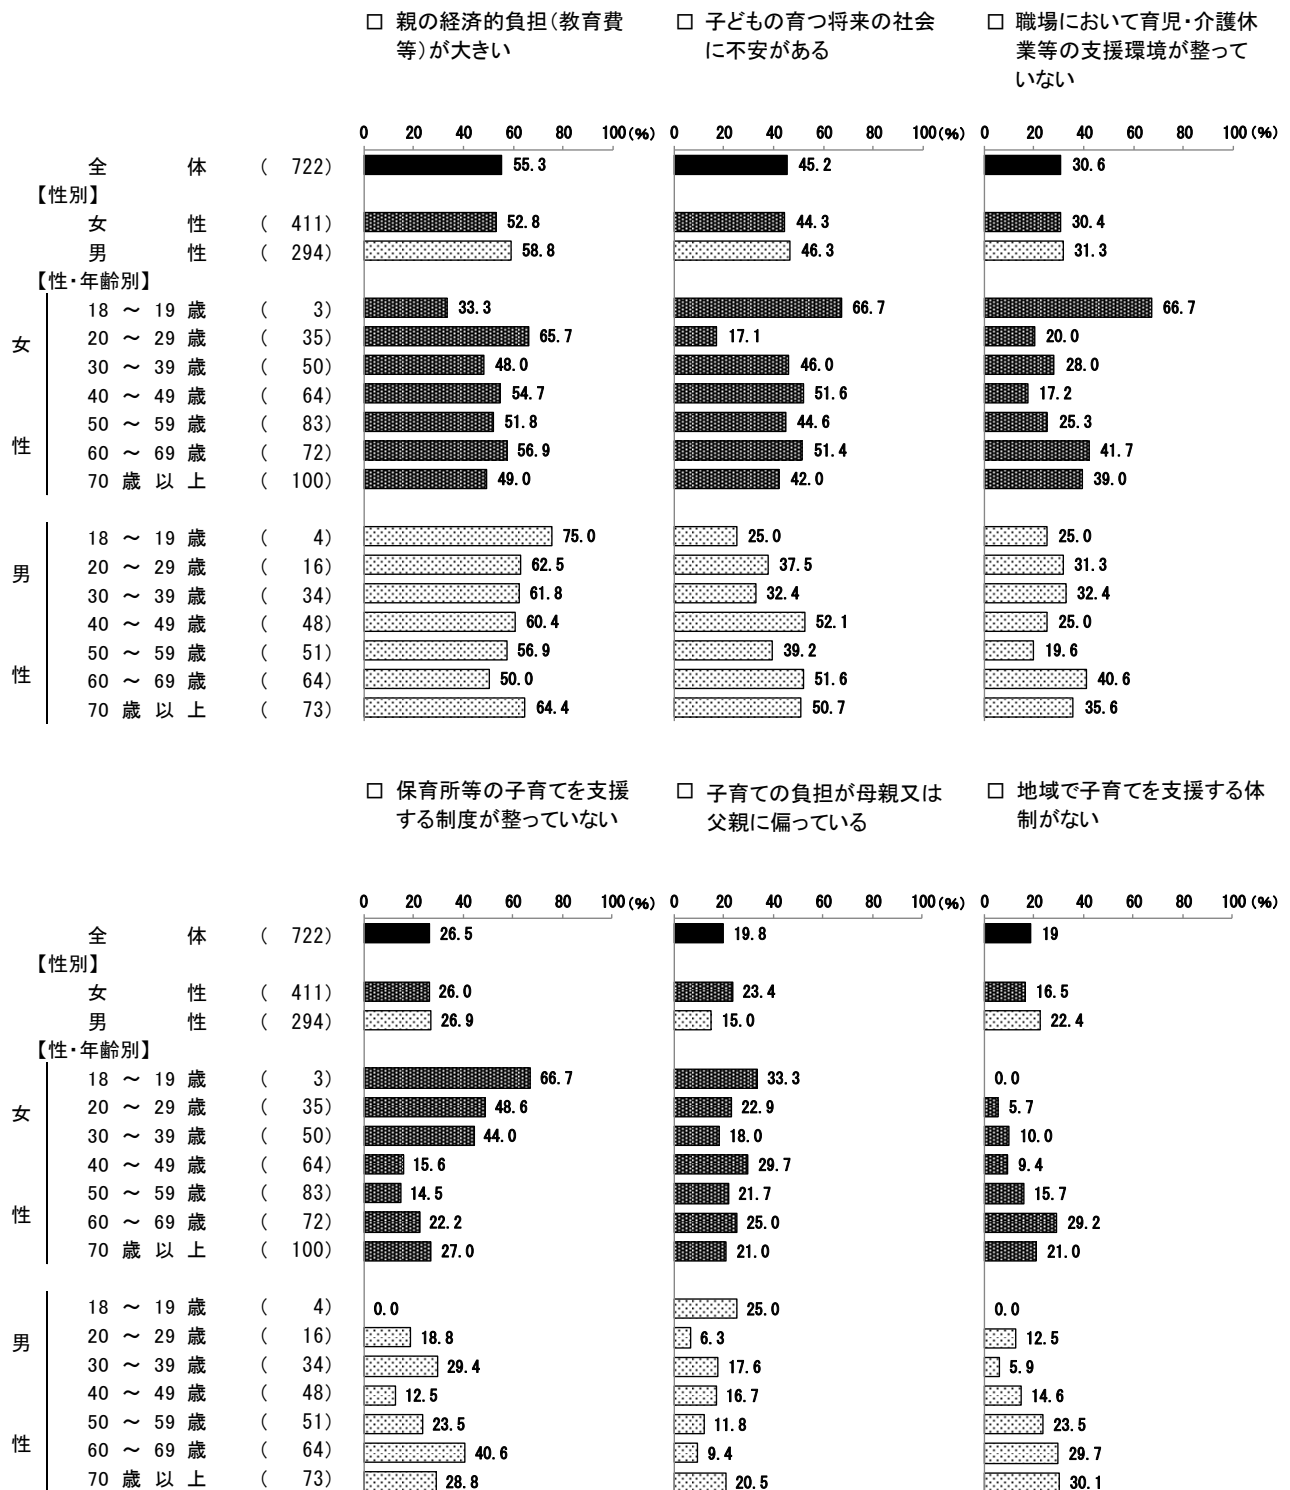 □ 親の経済的負担(教育費等)が大きい
□ 子どもの育つ将来の社会に不安がある
□ 職場において育児・介護休業等の支援環境が整っていない
0 20 40 60 80 100(%) 0 20 40 60 80 100(%) 0 20 40 60 80 100(%)
全体 ( 722) 55.3 45.2 30.6
【性別】
女性 ( 411) 52.8 44.3 30.4
男性 ( 294) 58.8 46.3 31.3
【性・年齢別】
女性
18 ~ 19 歳 ( 3) 33.3 66.7 66.7
20 ~ 29 歳 ( 35) 65.7 17.1 20.0
30 ~ 39 歳 ( 50) 48.0 46.0 28.0
40 ~ 49 歳 ( 64) 54.7 51.6 17.2
50 ~ 59 歳 ( 83) 51.8 44.6 25.3
60 ~ 69 歳 ( 72) 56.9 51.4 41.7
70 歳 以 上 ( 100) 49.0 42.0 39.0
男性
18 ~ 19 歳 ( 4) 75.0 25.0 25.0
20 ~ 29 歳 ( 16) 62.5 37.5 31.3
30 ~ 39 歳 ( 34) 61.8 32.4 32.4
40 ~ 49 歳 ( 48) 60.4 52.1 25.0
50 ~ 59 歳 ( 51) 56.9 39.2 19.6
60 ~ 69 歳 ( 64) 50.0 51.6 40.6
70 歳 以 上 ( 73) 64.4 50.7 35.6
□ 保育所等の子育てを支援する制度が整っていない
□ 子育ての負担が母親又は父親に偏っている
□ 地域で子育てを支援する体制がない
0 20 40 60 80 100(%) 0 20 40 60 80 100(%) 0 20 40 60 80 100(%)
全体 ( 722) 26.5 19.8 19
【性別】
女性 ( 411) 26.0 23.4 16.5
男性 ( 294) 26.9 15.0 22.4
【性・年齢別】
女性
18 ~ 19 歳 ( 3) 66.7 33.3 0.0
20 ~ 29 歳 ( 35) 48.6 22.9 5.7
30 ~ 39 歳 ( 50) 44.0 18.0 10.0
40 ~ 49 歳 ( 64) 15.6 29.7 9.4
50 ~ 59 歳 ( 83) 14.5 21.7 15.7
60 ~ 69 歳 ( 72) 22.2 25.0 29.2
70 歳 以 上 ( 100) 27.0 21.0 21.0
男性
18 ~ 19 歳 ( 4) 0.0 25.0 0.0
20 ~ 29 歳 ( 16) 18.8 6.3 12.5
30 ~ 39 歳 ( 34) 29.4 17.6 5.9
40 ~ 49 歳 ( 48) 12.5 16.7 14.6
50 ~ 59 歳 ( 51) 23.5 11.8 23.5
60 ~ 69 歳 ( 64) 40.6 9.4 29.7
70 歳 以 上 ( 73) 28.8 20.5 30.1